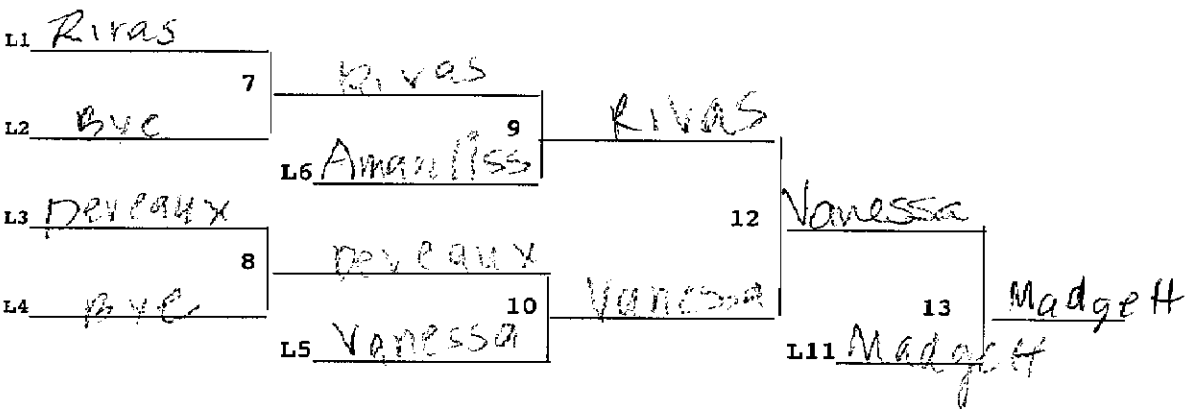 L1 Rivas
7 Rivas
L2 Bye
9 Rivas
L6 Amariliss
L3 Deveaux
12 Vanessa
8 Deveaux
L4 Bye
10 Vanessa
L5 Vanessa
13 Madgett
L11 Madgett